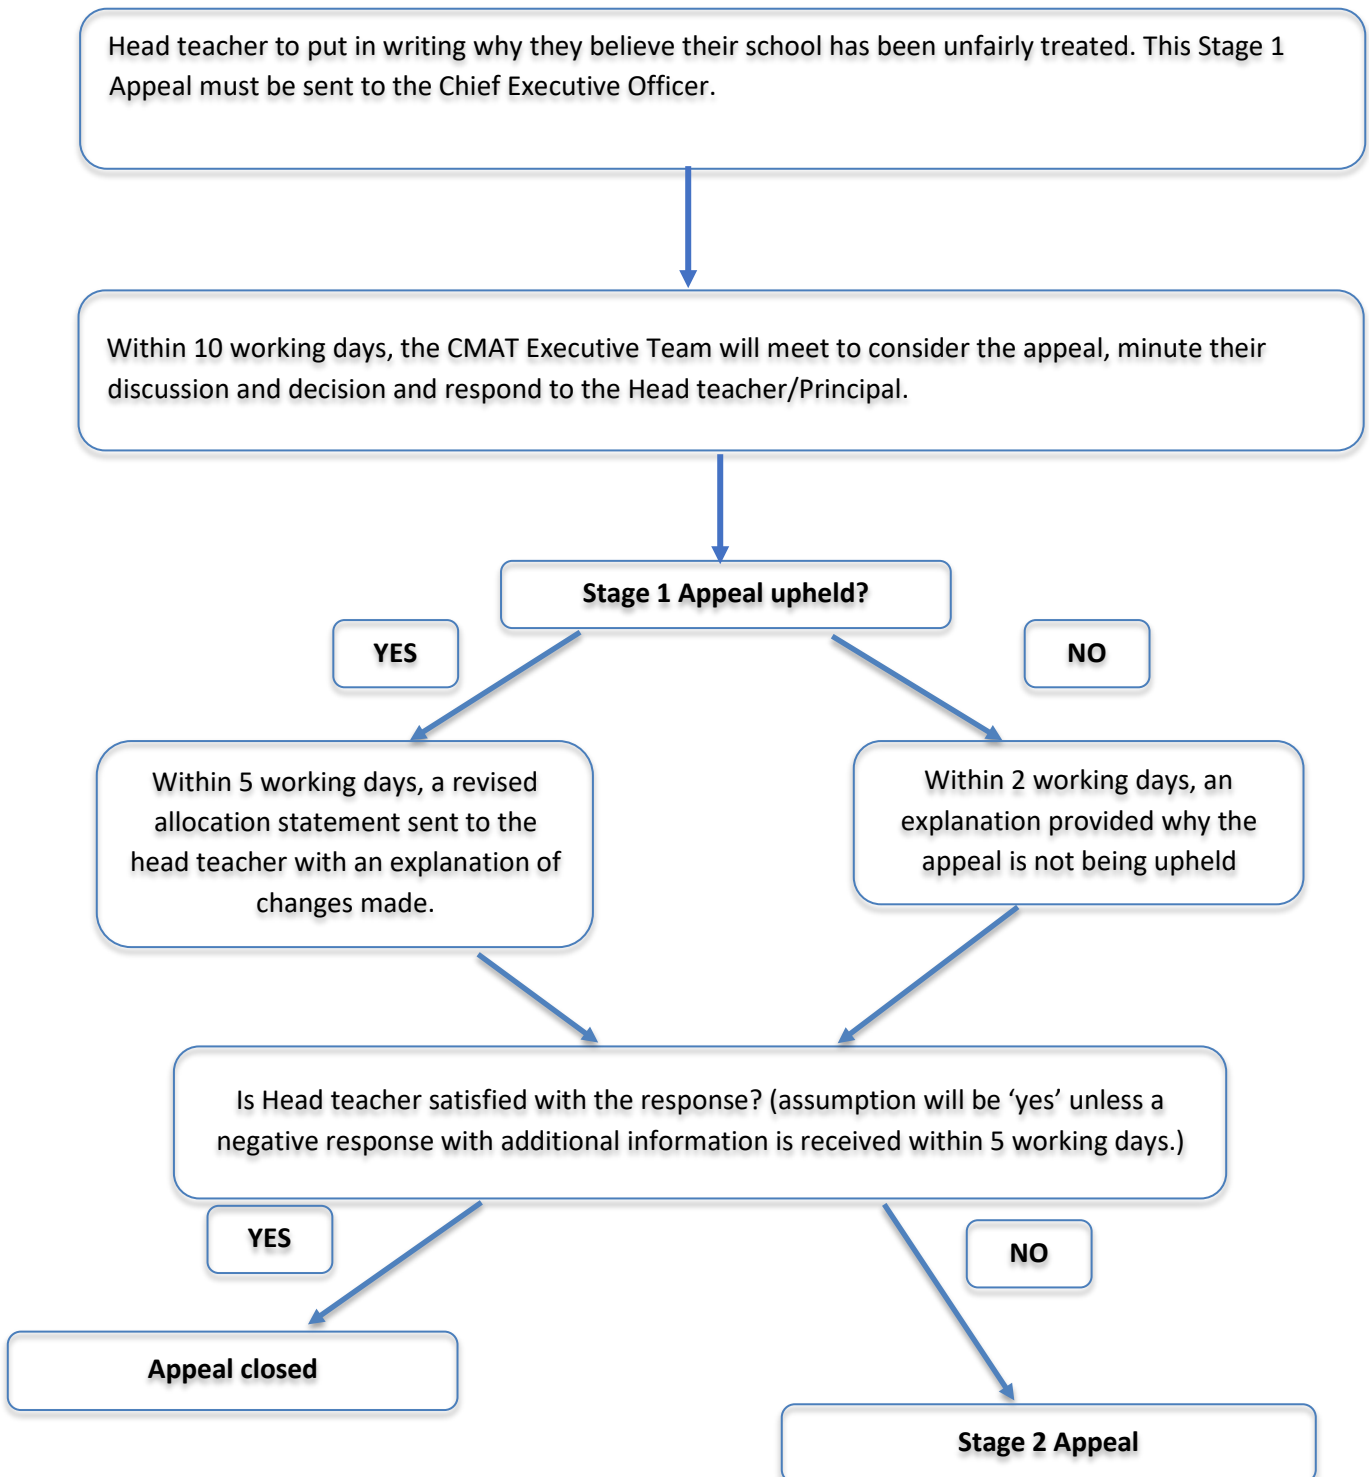 Head teacher to put in writing why they believe their school has been unfairly treated. This Stage 1
Appeal must be sent to the Chief Executive Officer.
Within 10 working days, the CMAT Executive Team will meet to consider the appeal, minute their
discussion and decision and respond to the Head teacher/Principal.
Stage 1 Appeal upheld?
YES
NO
Within 5 working days, a revised
allocation statement sent to the
head teacher with an explanation of
changes made.
Within 2 working days, an
explanation provided why the
appeal is not being upheld
Is Head teacher satisfied with the response? (assumption will be ‘yes’ unless a
negative response with additional information is received within 5 working days.)
YES
NO
Appeal closed
Stage 2 Appeal